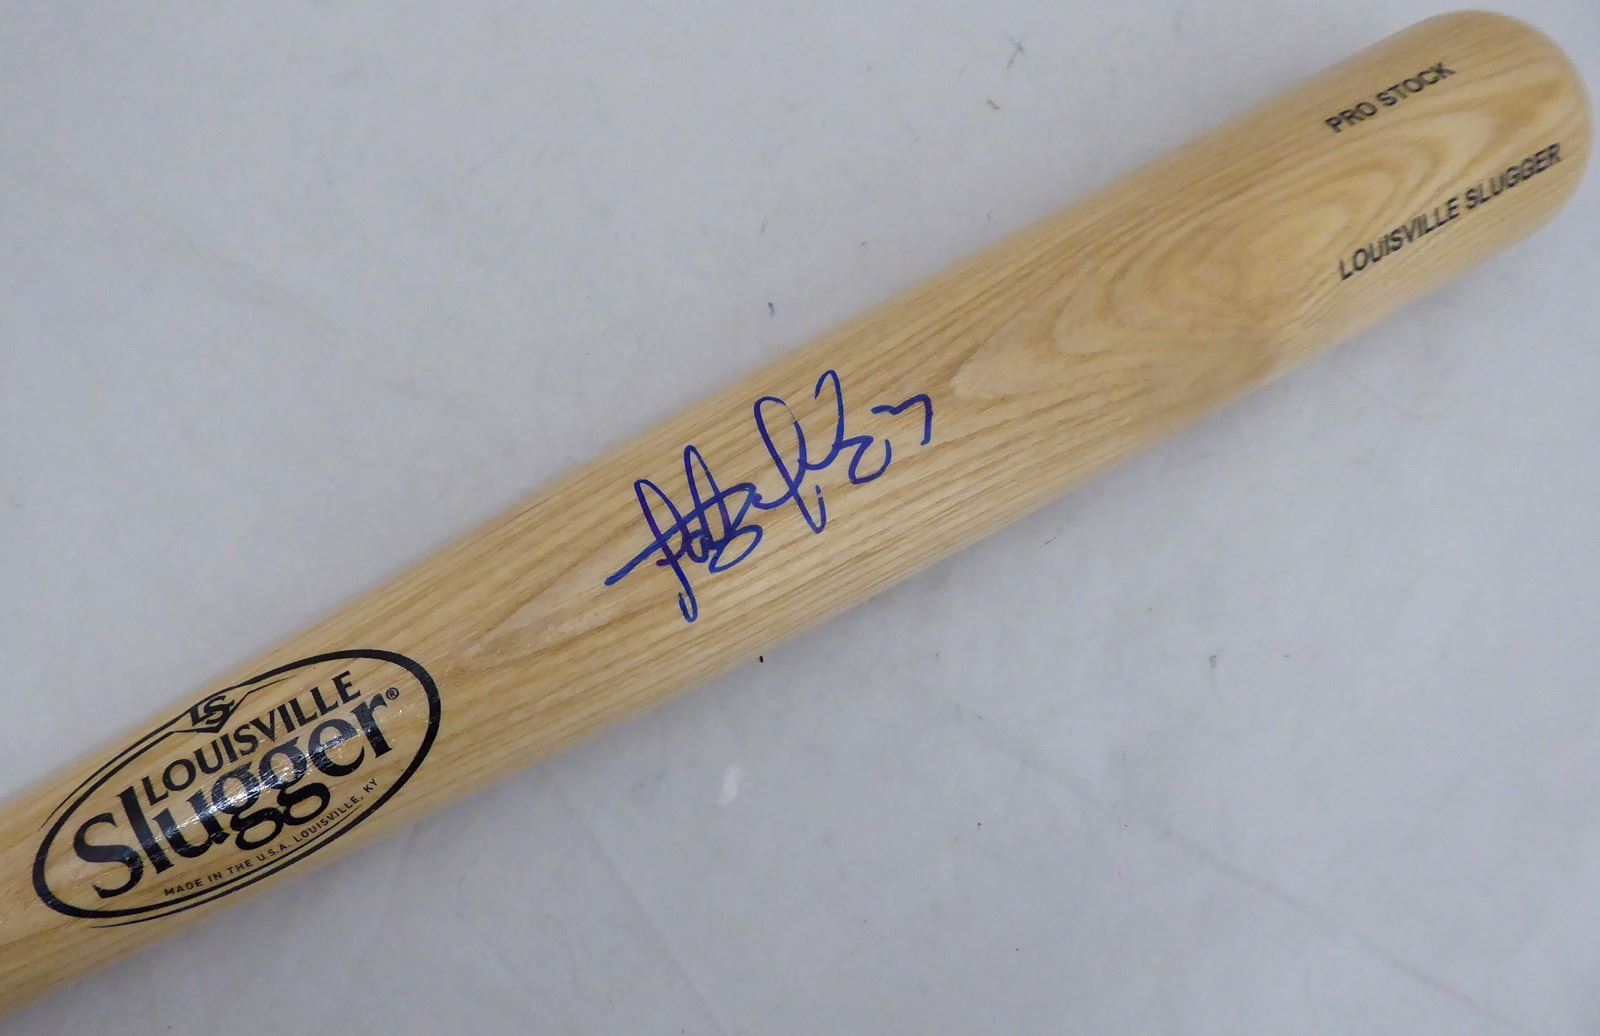 PRO STOCK
LOUISVILLE SLUGGER
LS
LOUISVILLE
Slugger®
MADE IN THE U.S.A. LOUISVILLE, KY